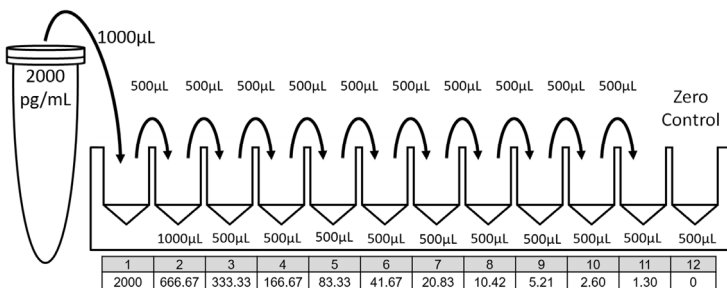 1000µL
2000
pg/mL
500µL 500µL 500µL 500µL 500µL 500µL 500µL 500µL 500µL 500µL
Zero
Control
1000µL 500µL 500µL 500µL 500µL 500µL 500µL 500µL 500µL 500µL 500µL
1 2 3 4 5 6 7 8 9 10 11 12
2000 666.67 333.33 166.67 83.33 41.67 20.83 10.42 5.21 2.60 1.30 0